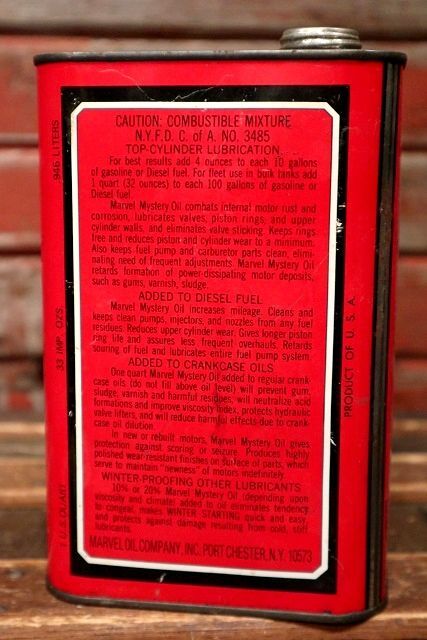 CAUTION: COMBUSTIBLE MIXTURE
N.Y.F.D. C. of A. NO. 3485
TOP-CYLINDER LUBRICATION
For best results add 4 ounces to each 10 gallons
of gasoline or Diesel fuel. For fleet use in bulk tanks add
1 quart (32 ounces) to each 100 gallons of gasoline or
Diesel fuel.
Marvel Mystery Oil combats internal motor rust and
corrosion, lubricates valves, piston rings, and upper
cylinder walls, and eliminates valve sticking. Keeps rings
free and reduces piston and cylinder wear to a minimum.
Also keeps fuel pump and carburetor parts clean, elimi-
nating need of frequent adjustments. Marvel Mystery Oil
retards formation of power-dissipating motor deposits,
such as gums, varnish, sludge.
ADDED TO DIESEL FUEL
Marvel Mystery Oil increases mileage. Cleans and
keeps clean pumps, injectors, and nozzles from any fuel
residues. Reduces upper cylinder wear. Gives longer piston
ring life and assures less frequent overhauls. Retards
souring of fuel and lubricates entire fuel pump system.
ADDED TO CRANKCASE OILS
One quart Marvel Mystery Oil added to regular crank-
case oils (do not fill above oil level) will prevent gum,
sludge, varnish and harmful residues, will neutralize acid
formations and improve viscosity index, protects hydraulic
valve lifters, and will reduce harmful effects due to crank-
case oil dilution.
In new or rebuilt motors, Marvel Mystery Oil gives
protection against scoring or seizure. Produces highly
polished wear-resistant finishes on surface of parts, which
serve to maintain "newness" of motors indefinitely.
WINTER-PROOFING OTHER LUBRICANTS
10% or 20% Marvel Mystery Oil (depending upon
viscosity and climate) added to oil eliminates tendency
to congeal, makes WINTER STARTING quick and easy,
and protects against damage resulting from cold, stiff
lubricants.
MARVEL OIL COMPANY, INC. PORT CHESTER, N.Y. 10573
1 U.S. QUART
33 IMP. OZS.
.946 LITERS
PRODUCT OF U.S.A.